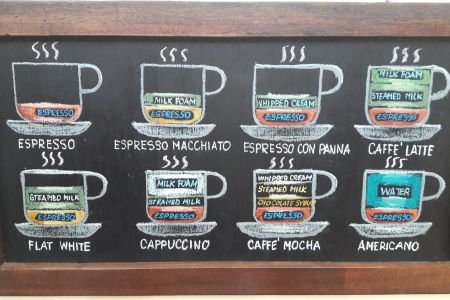 ESPRESSO
ESPRESSO
MILK FOAM
ESPRESSO
ESPRESSO MACCHIATO
WHIPPED CREAM
ESPRESSO
ESPRESSO CON PANNA
MILK FOAM
STEAMED MILK
ESPRESSO
CAFFE' LATTE
STEAMED MILK
ESPRESSO
FLAT WHITE
MILK FOAM
STEAMED MILK
ESPRESSO
CAPPUCCINO
WHIPPED CREAM
STEAMED MILK
CHOCOLATE SYRUP
ESPRESSO
CAFFE' MOCHA
WATER
ESPRESSO
AMERICANO